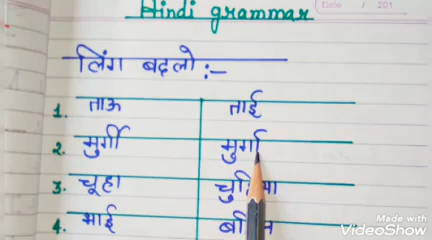 Hindi grammar
Date / 201
लिंग बदलो :-
1. ताऊ ताई
2. मुर्गी मुर्गा
3. चूहा
4. भाई
Made with
VideoShow